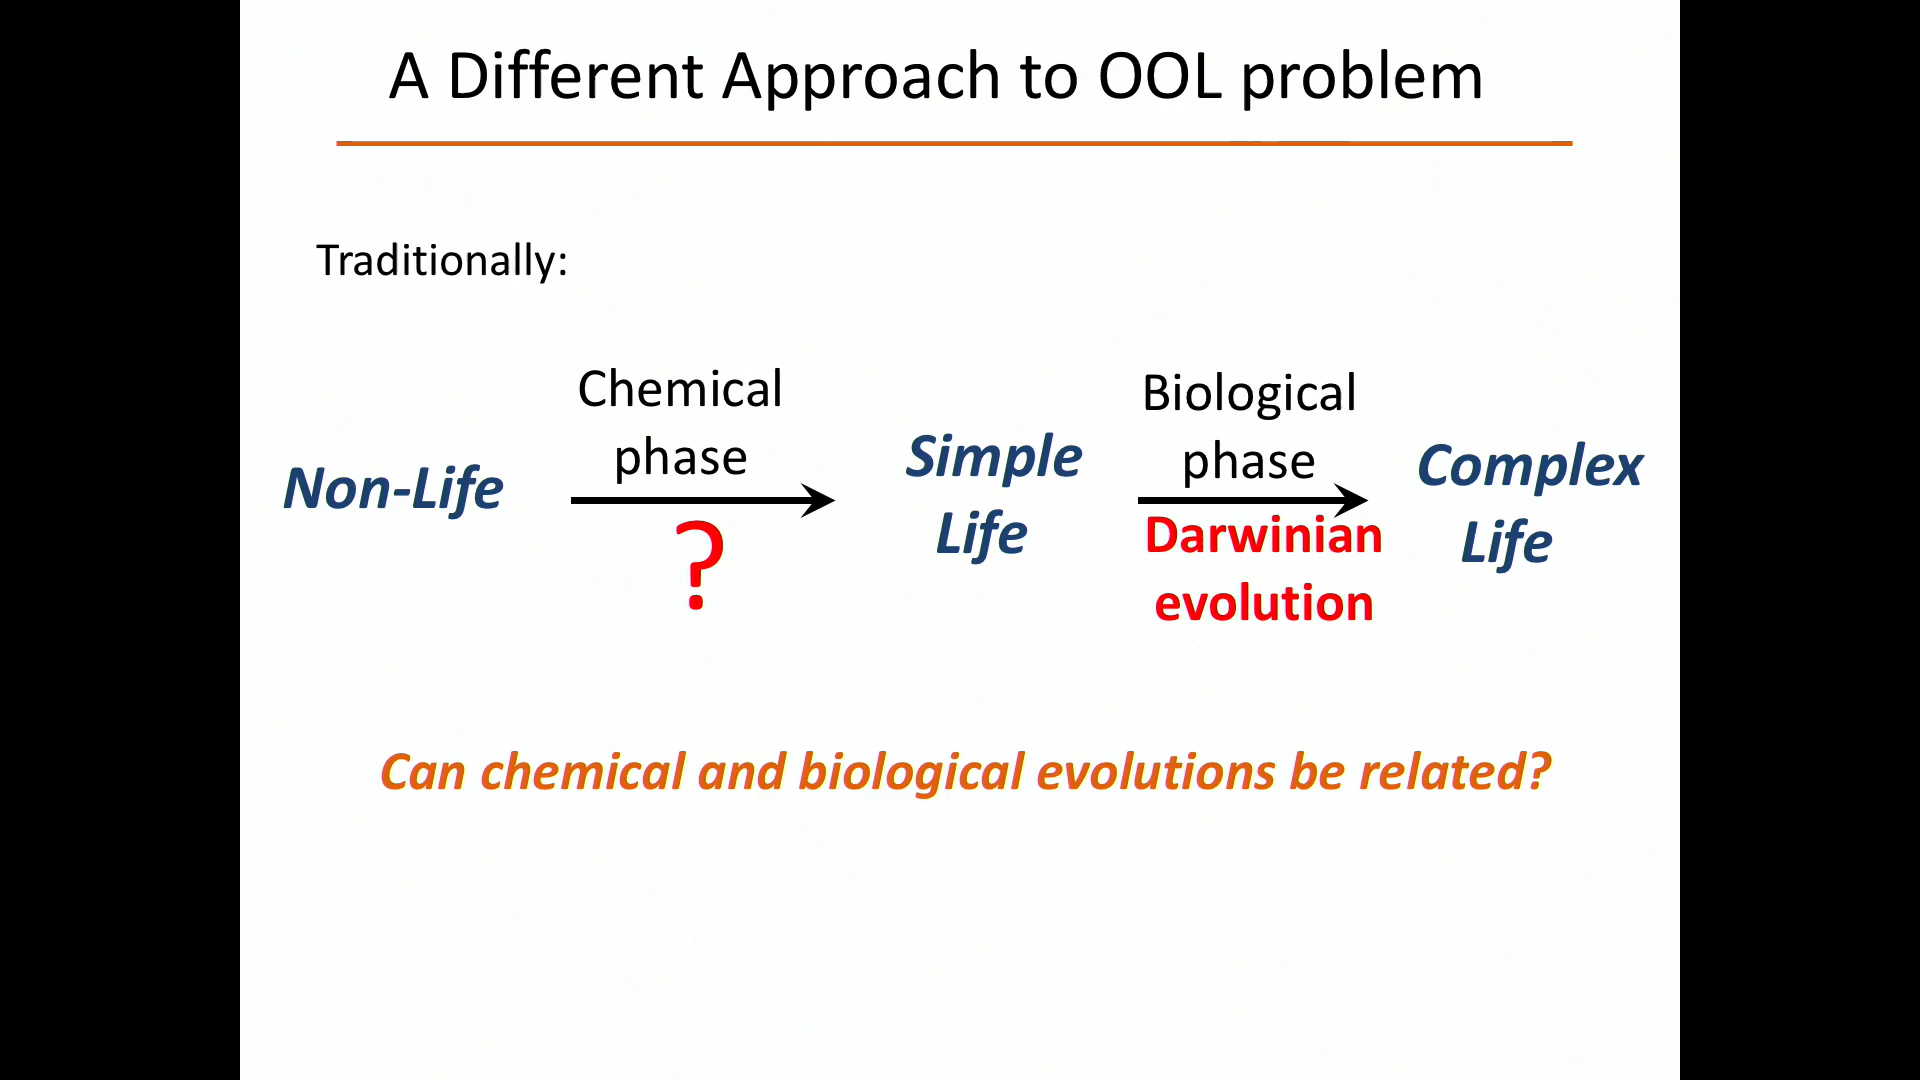 A Different Approach to OOL problem
Traditionally:
Chemical
phase
Biological
phase
Non-Life
?
Simple
Life
Darwinian
evolution
Complex
Life
Can chemical and biological evolutions be related?